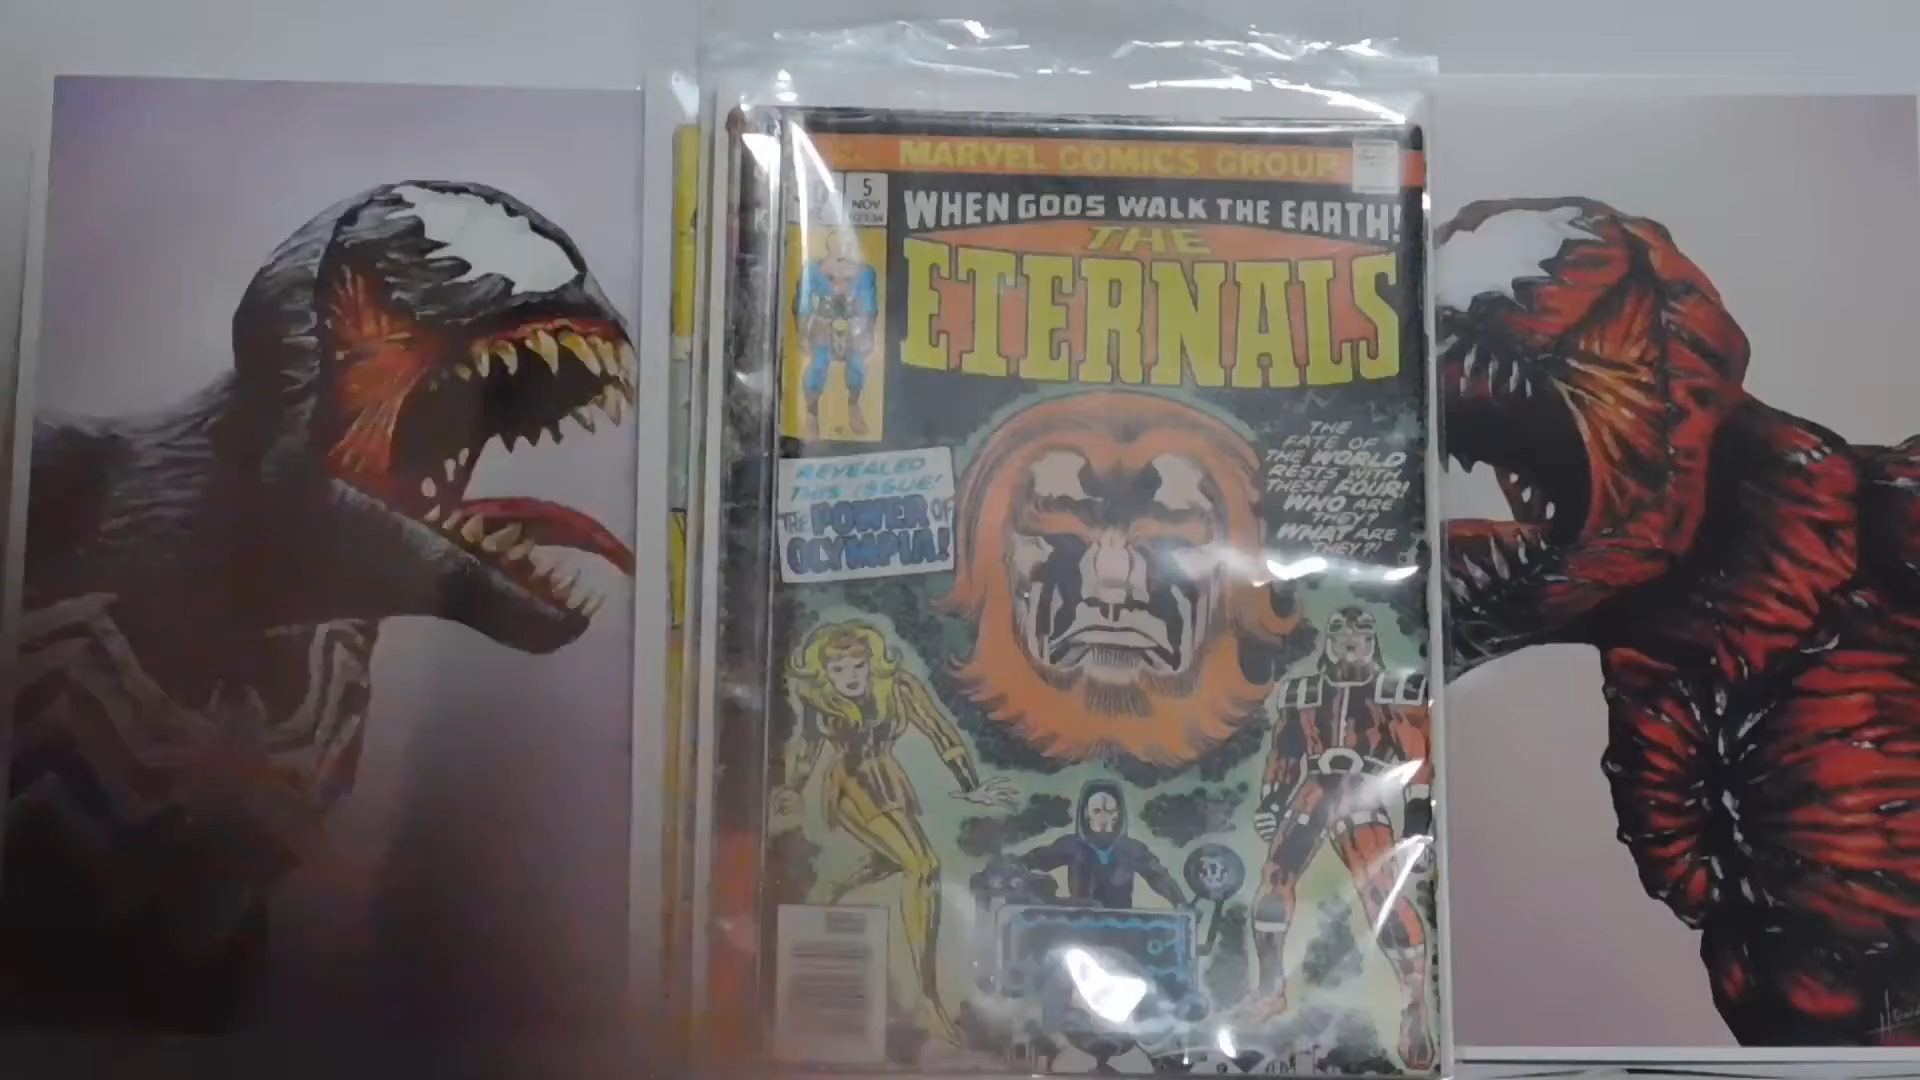 MARVEL COMICS GROUP
5
NOV
WHEN GODS WALK THE EARTH!
THE
ETERNALS
THE
FATE OF
THE WORLD
RESTS WITH
THESE FOUR!
WHO ARE
THEY?
WHAT ARE
THEY?!
REVEALED
THIS ISSUE!
THE POWER OF
OLYMPIA!